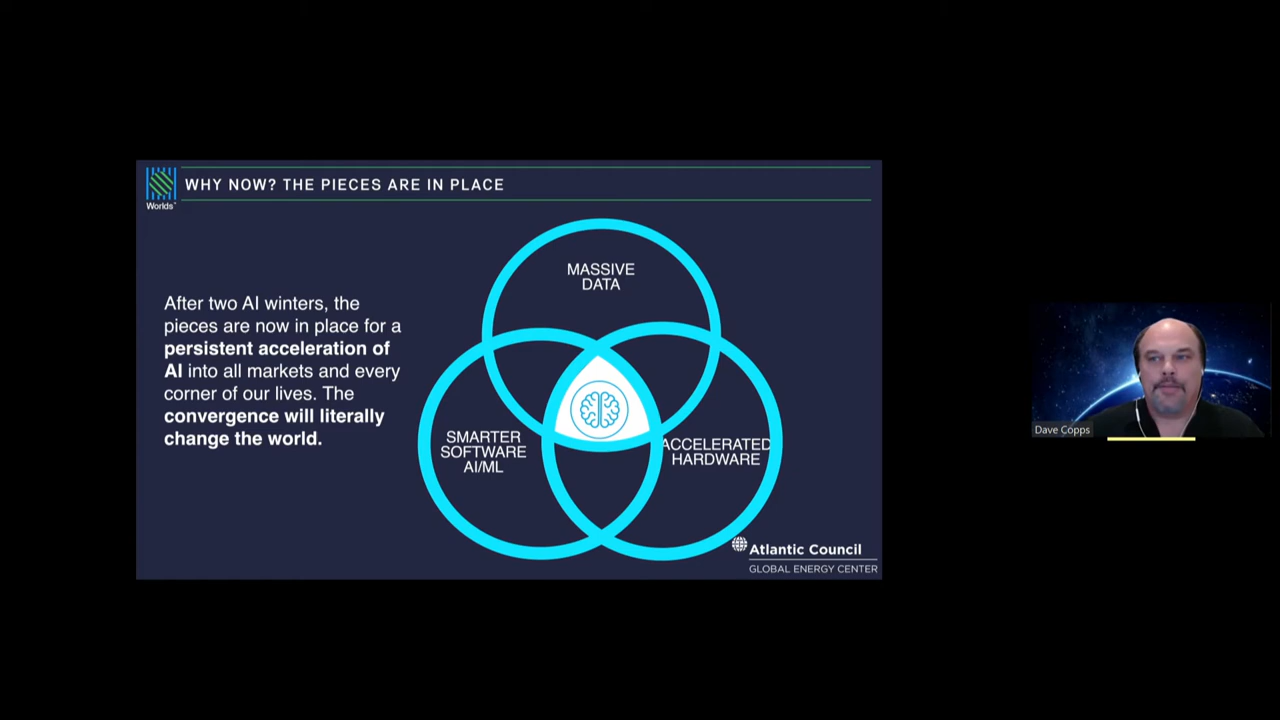 Worlds™
WHY NOW? THE PIECES ARE IN PLACE
After two AI winters, the
pieces are now in place for a
persistent acceleration of
AI into all markets and every
corner of our lives. The
convergence will literally
change the world.
MASSIVE
DATA
SMARTER
SOFTWARE
AI/ML
ACCELERATED
HARDWARE
Atlantic Council
GLOBAL ENERGY CENTER
Dave Copps